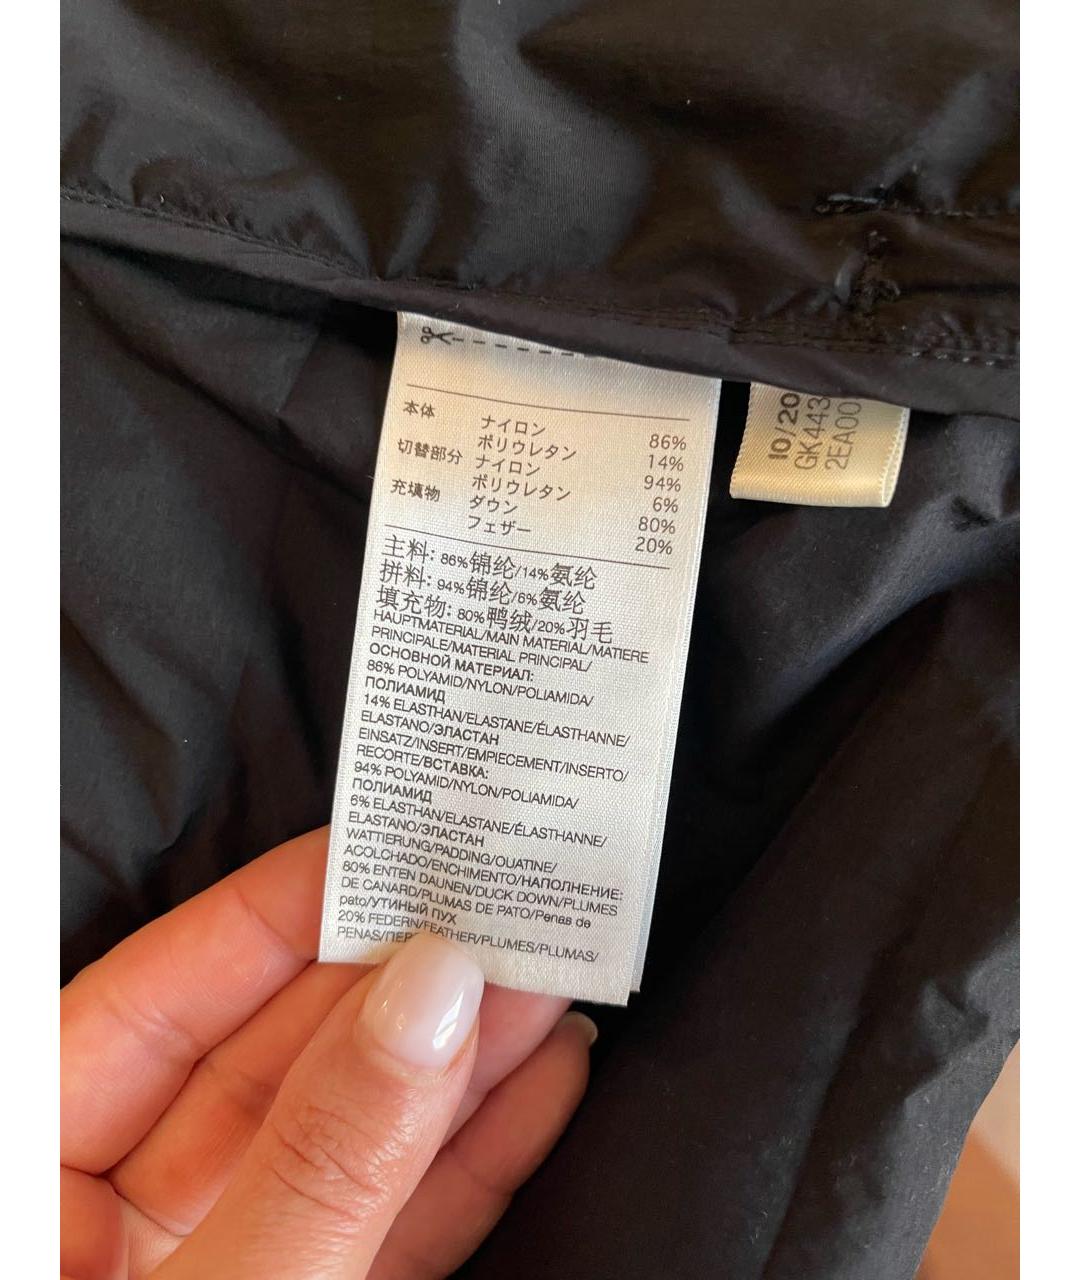 本体 ナイロン 86%
ポリウレタン 14%
切替部分 ナイロン 94%
ポリウレタン 6%
充填物 ダウン 80%
フェザー 20%
主料: 86%锦纶/14%氨纶
拼料: 94%锦纶/6%氨纶
填充物: 80%鸭绒/20%羽毛
HAUPTMATERIAL/MAIN MATERIAL/MATIERE
PRINCIPALE/MATERIAL PRINCIPAL/
ОСНОВНОЙ МАТЕРИАЛ:
86% POLYAMID/NYLON/POLIAMIDA/
ПОЛИАМИД
14% ELASTHAN/ELASTANE/ÉLASTHANNE/
ELASTANO/ЭЛАСТАН
EINSATZ/INSERT/EMPIECEMENT/INSERTO/
RECORTE/ВСТАВКА:
94% POLYAMID/NYLON/POLIAMIDA/
ПОЛИАМИД
6% ELASTHAN/ELASTANE/ÉLASTHANNE/
ELASTANO/ЭЛАСТАН
WATTIERUNG/PADDING/OUATINE/
ACOLCHADO/ENCHIMENTO/НАПОЛНЕНИЕ:
80% ENTEN DAUNEN/DUCK DOWN/PLUMES
DE CANARD/PLUMAS DE PATO/Penas de
pato/УТИНЫЙ ПУХ
20% FEDERN/FEATHER/PLUMES/PLUMAS/
PENAS/
10/20
GK443
2EA00